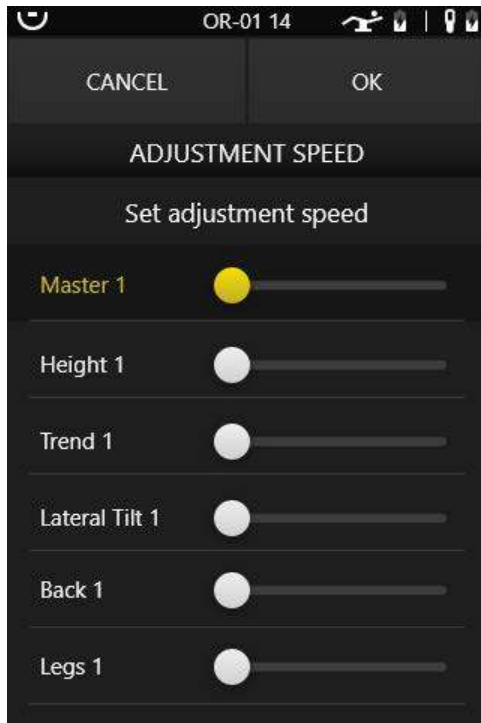 OR-01 14
CANCEL OK
ADJUSTMENT SPEED
Set adjustment speed
Master 1
Height 1
Trend 1
Lateral Tilt 1
Back 1
Legs 1